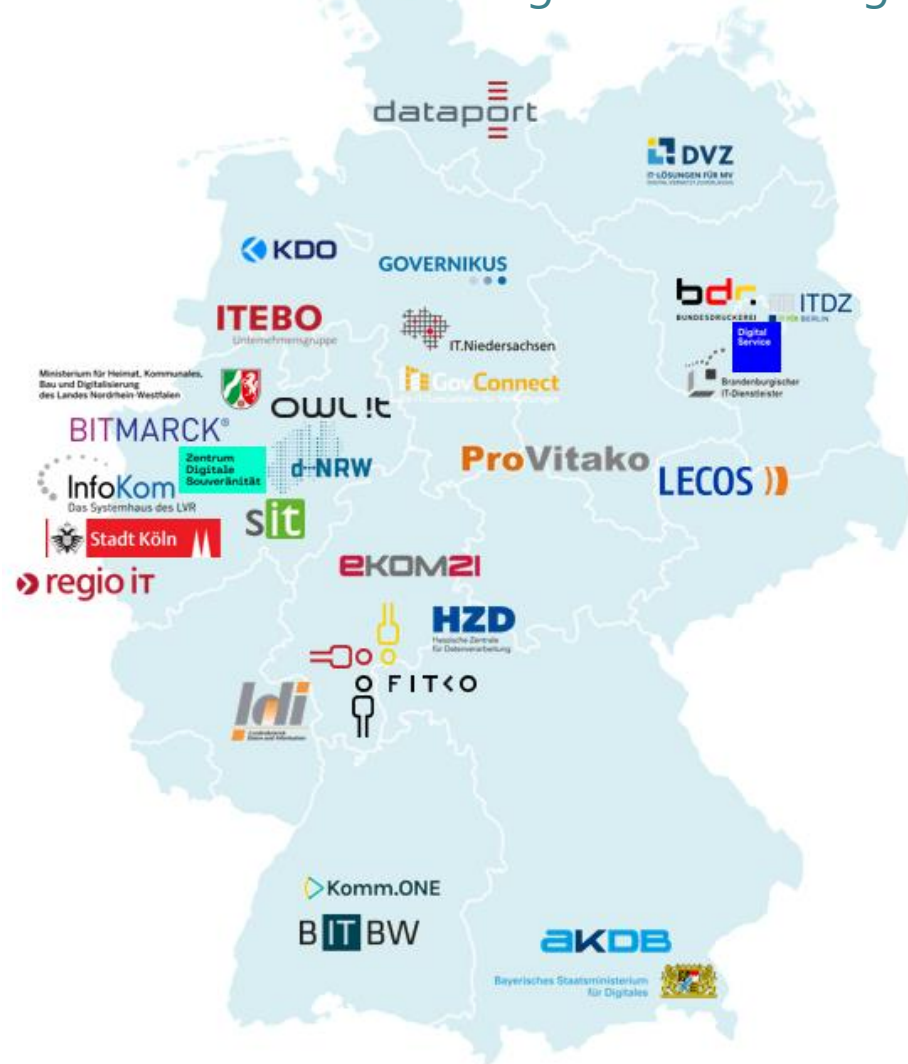 dataport
DVZ
IT-LÖSUNGEN FÜR MV
KDO
GOVERNIKUS
bdr.
BUNDESDRUCKEREI
ITDZ
BERLIN
Digital
Service
ITEBO
Unternehmensgruppe
IT.Niedersachsen
Brandenburgischer
IT-Dienstleister
Ministerium für Heimat, Kommunales,
Bau und Digitalisierung
des Landes Nordrhein-Westfalen
GovConnect
OWL!t
BITMARCK®
Zentrum
Digitale
Souveränität
d-NRW
ProVitako
LECOS
InfoKom
Das Systemhaus des LVR
sit
Stadt Köln
regio iT
ekom21
HZD
Hessische Zentrale
für Datenverarbeitung
FITKO
ldi
Komm.ONE
BITBW
AKDB
Bayerisches Staatsministerium
für Digitales